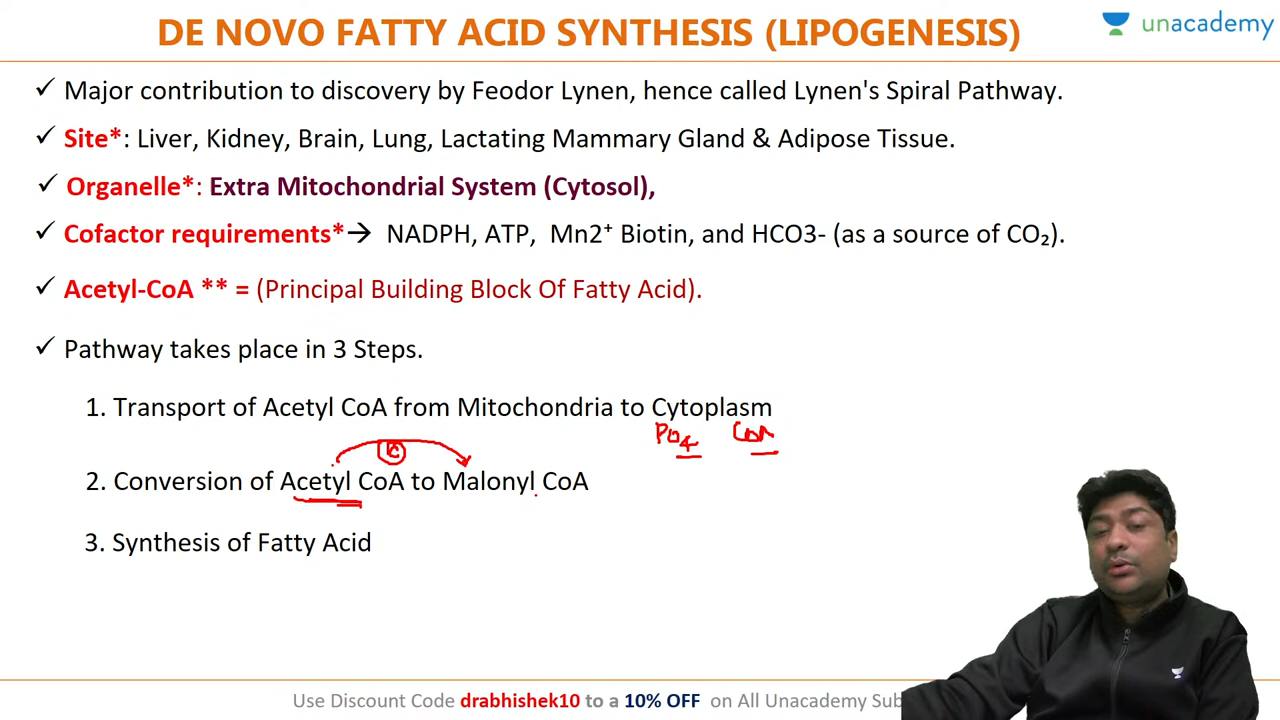 DE NOVO FATTY ACID SYNTHESIS (LIPOGENESIS)
unacademy
✓ Major contribution to discovery by Feodor Lynen, hence called Lynen's Spiral Pathway.
✓ Site*: Liver, Kidney, Brain, Lung, Lactating Mammary Gland & Adipose Tissue.
✓ Organelle*: Extra Mitochondrial System (Cytosol),
✓ Cofactor requirements*→ NADPH, ATP, Mn2⁺ Biotin, and HCO3- (as a source of CO₂).
✓ Acetyl-CoA ** = (Principal Building Block Of Fatty Acid).
✓ Pathway takes place in 3 Steps.
1. Transport of Acetyl CoA from Mitochondria to Cytoplasm
PO4 CoA
2. Conversion of Acetyl CoA to Malonyl CoA
3. Synthesis of Fatty Acid
Use Discount Code drabhishek10 to a 10% OFF on All Unacademy Sub